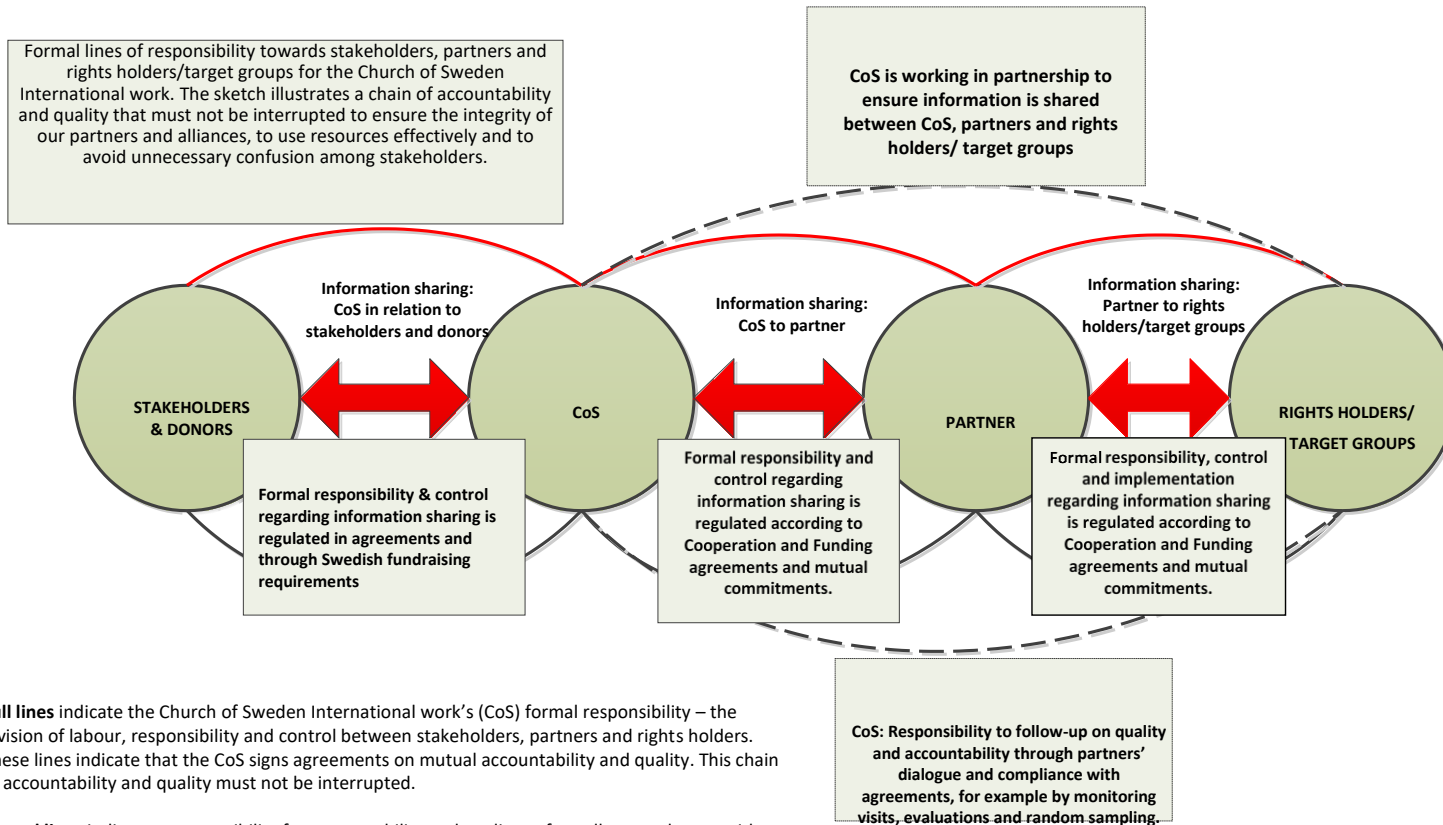 Formal lines of responsibility towards stakeholders, partners and
rights holders/target groups for the Church of Sweden
International work. The sketch illustrates a chain of accountability
and quality that must not be interrupted to ensure the integrity of
our partners and alliances, to use resources effectively and to
avoid unnecessary confusion among stakeholders.
CoS is working in partnership to
ensure information is shared
between CoS, partners and rights
holders/ target groups
Information sharing:
CoS in relation to
stakeholders and donors
Information sharing:
CoS to partner
Information sharing:
Partner to rights
holders/target groups
STAKEHOLDERS
& DONORS
CoS
PARTNER
RIGHTS HOLDERS/
TARGET GROUPS
Formal responsibility & control
regarding information sharing is
regulated in agreements and
through Swedish fundraising
requirements
Formal responsibility and
control regarding
information sharing is
regulated according to
Cooperation and Funding
agreements and mutual
commitments.
Formal responsibility, control
and implementation
regarding information sharing
is regulated according to
Cooperation and Funding
agreements and mutual
commitments.
ull lines indicate the Church of Sweden International work's (CoS) formal responsibility – the
vision of labour, responsibility and control between stakeholders, partners and rights holders.
hese lines indicate that the CoS signs agreements on mutual accountability and quality. This chain
accountability and quality must not be interrupted.
CoS: Responsibility to follow-up on quality
and accountability through partners'
dialogue and compliance with
agreements, for example by monitoring
visits, evaluations and random sampling.